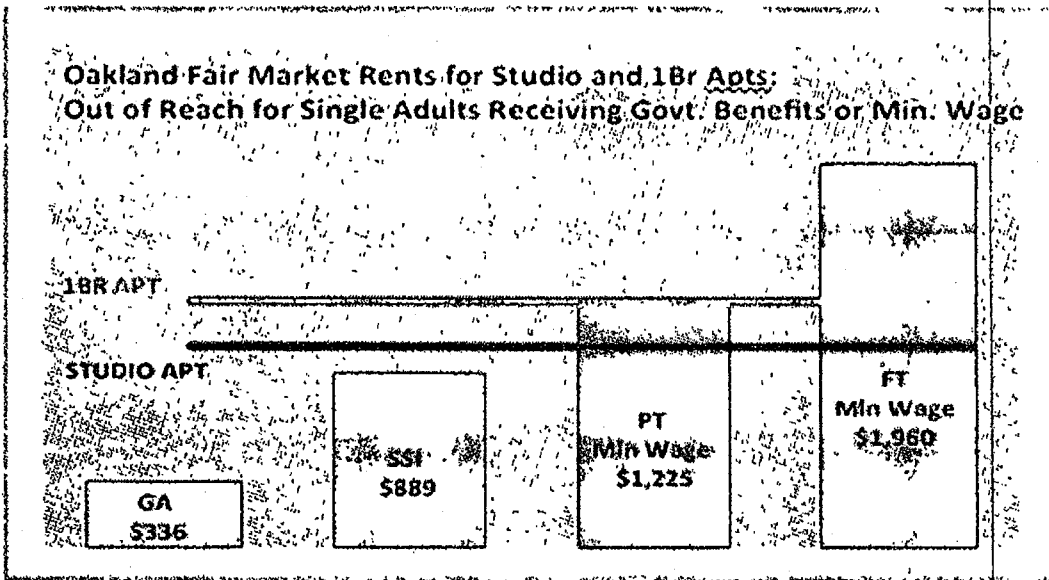 Oakland Fair Market Rents for Studio and 1Br Apts:
Out of Reach for Single Adults Receiving Govt. Benefits or Min. Wage
1BR APT
STUDIO APT
GA
$336
SSI
$889
PT
Min Wage
$1,225
FT
Min Wage
$1,960